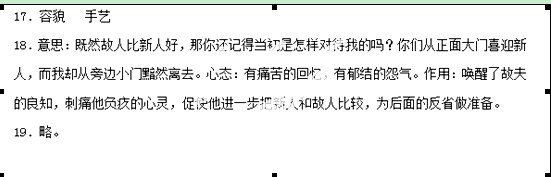 17．容貌　手艺
18．意思：既然故人比新人好，那你还记得当初是怎样对待我的吗？你们从正面大门喜迎新
人，而我却从旁边小门黯然离去。心态：有痛苦的回忆，有郁结的怨气。作用：唤醒了故夫
的良知，刺痛他负疚的心灵，促使他进一步把新人和故人比较，为后面的反省做准备。
19．略。